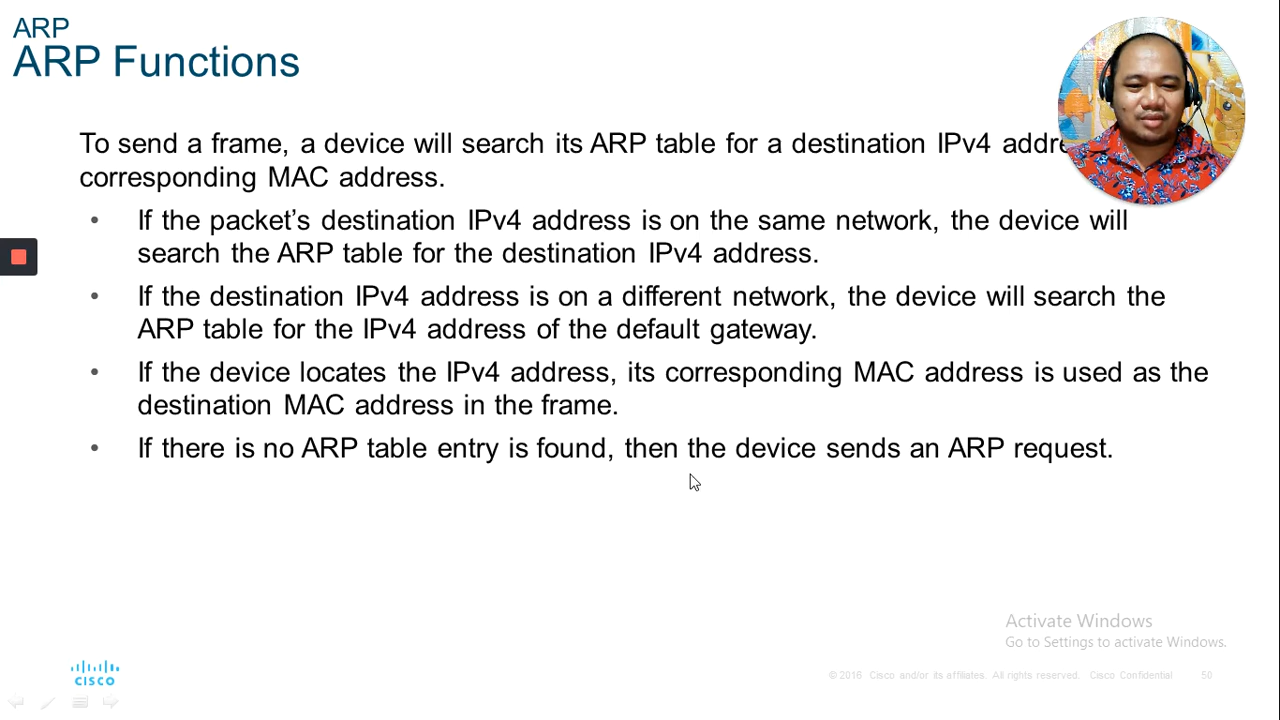 ARP
ARP Functions
To send a frame, a device will search its ARP table for a destination IPv4
corresponding MAC address.
• If the packet’s destination IPv4 address is on the same network, the device will
search the ARP table for the destination IPv4 address.
• If the destination IPv4 address is on a different network, the device will search the
ARP table for the IPv4 address of the default gateway.
• If the device locates the IPv4 address, its corresponding MAC address is used as the
destination MAC address in the frame.
• If there is no ARP table entry is found, then the device sends an ARP request.
Activate Windows
Go to Settings to activate Windows.
CISCO
© 2016 Cisco and/or its affiliates. All rights reserved. Cisco Confidential 50